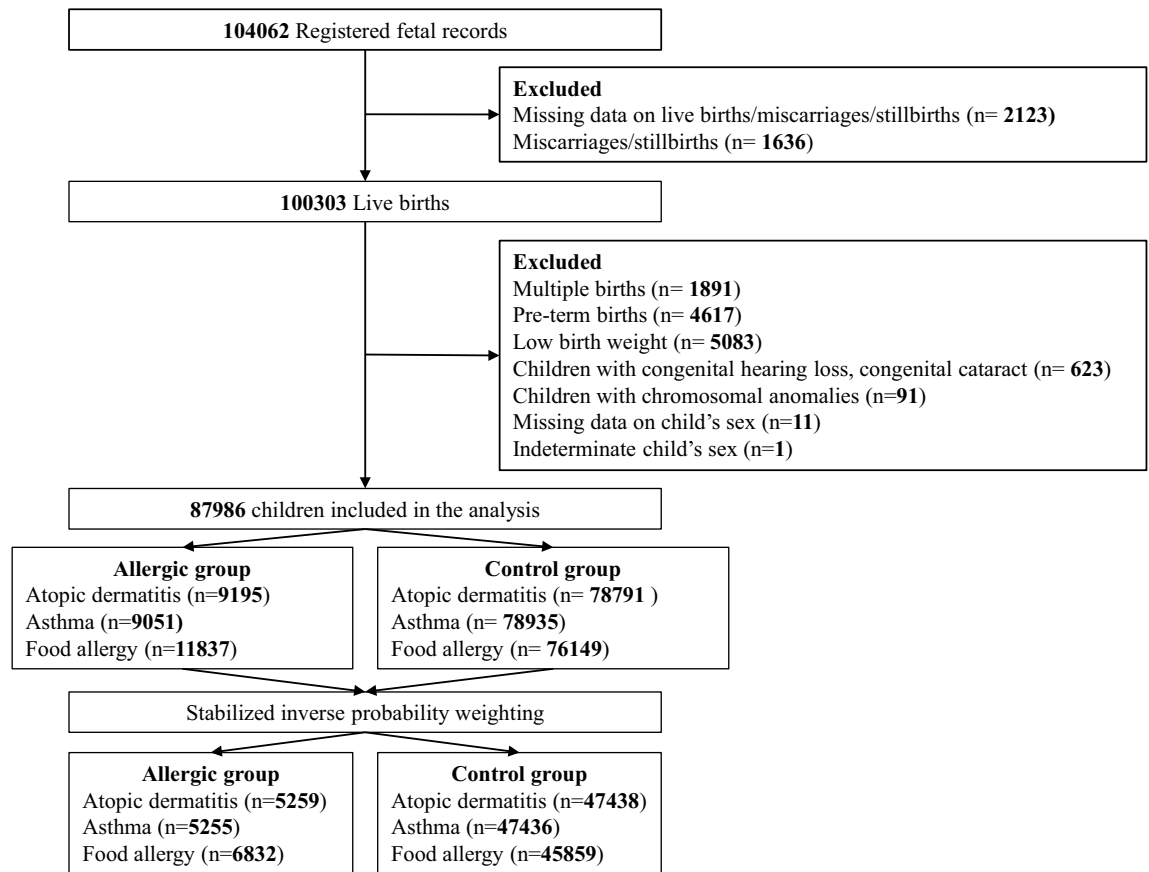 104062 Registered fetal records
Excluded
Missing data on live births/miscarriages/stillbirths (n= 2123)
Miscarriages/stillbirths (n= 1636)
100303 Live births
Excluded
Multiple births (n= 1891)
Pre-term births (n= 4617)
Low birth weight (n= 5083)
Children with congenital hearing loss, congenital cataract (n= 623)
Children with chromosomal anomalies (n=91)
Missing data on child’s sex (n=11)
Indeterminate child’s sex (n=1)
87986 children included in the analysis
Allergic group
Atopic dermatitis (n=9195)
Asthma (n=9051)
Food allergy (n=11837)
Control group
Atopic dermatitis (n= 78791 )
Asthma (n= 78935)
Food allergy (n= 76149)
Stabilized inverse probability weighting
Allergic group
Atopic dermatitis (n=5259)
Asthma (n=5255)
Food allergy (n=6832)
Control group
Atopic dermatitis (n=47438)
Asthma (n=47436)
Food allergy (n=45859)